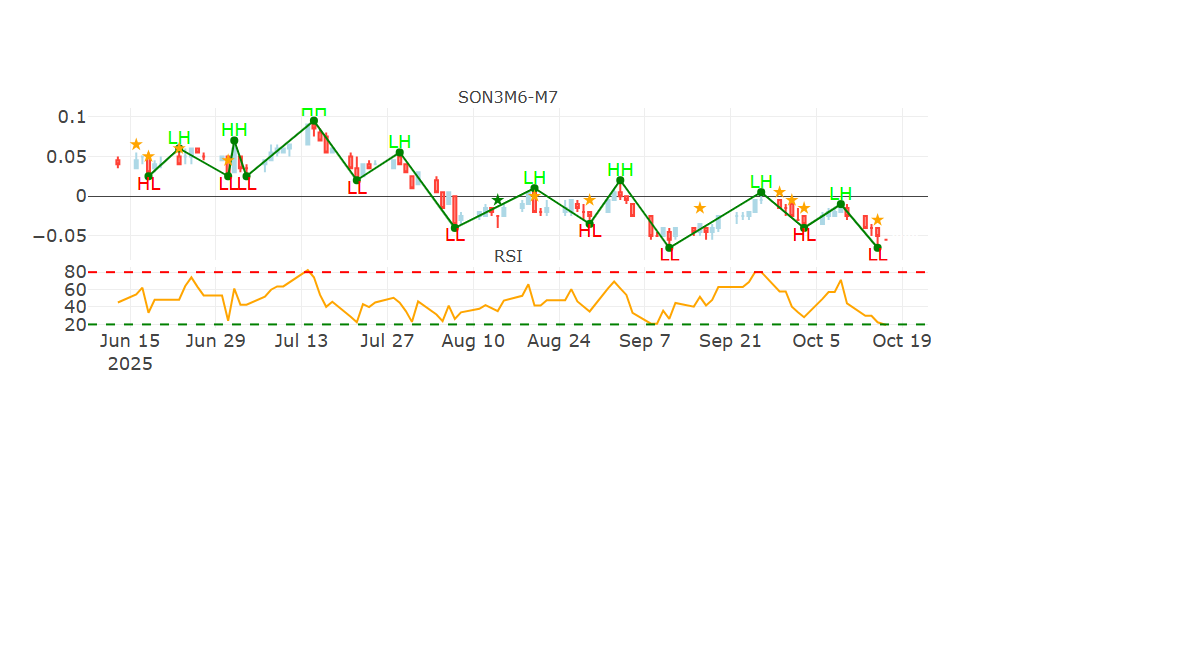 SON3M6-M7
0.1
0.05
0
−0.05
LH
HH
HH
LH
LH
HH
LH
LH
HL
LL
LL
LL
LL
HL
LL
HL
LL
RSI
80
60
40
20
Jun 15 Jun 29 Jul 13 Jul 27 Aug 10 Aug 24 Sep 7 Sep 21 Oct 5 Oct 19
2025